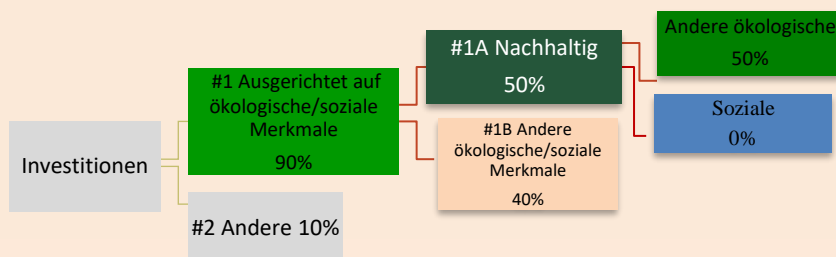 Investitionen
#1 Ausgerichtet auf
ökologische/soziale
Merkmale
90%
#2 Andere 10%
#1A Nachhaltig
50%
#1B Andere
ökologische/soziale
Merkmale
40%
Andere ökologische
50%
Soziale
0%